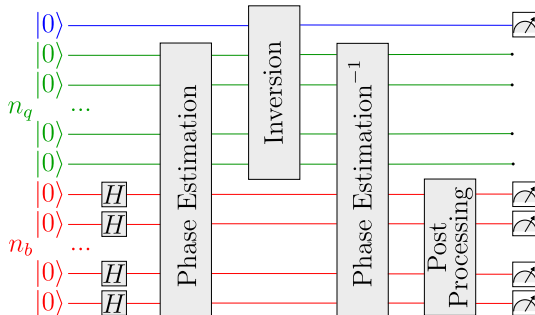 |0⟩
|0⟩
|0⟩
n_q ...
|0⟩
|0⟩
|0⟩ H
|0⟩ H
n_b ...
|0⟩ H
|0⟩ H
Phase Estimation
Inversion
Phase Estimation⁻¹
Post
Processing